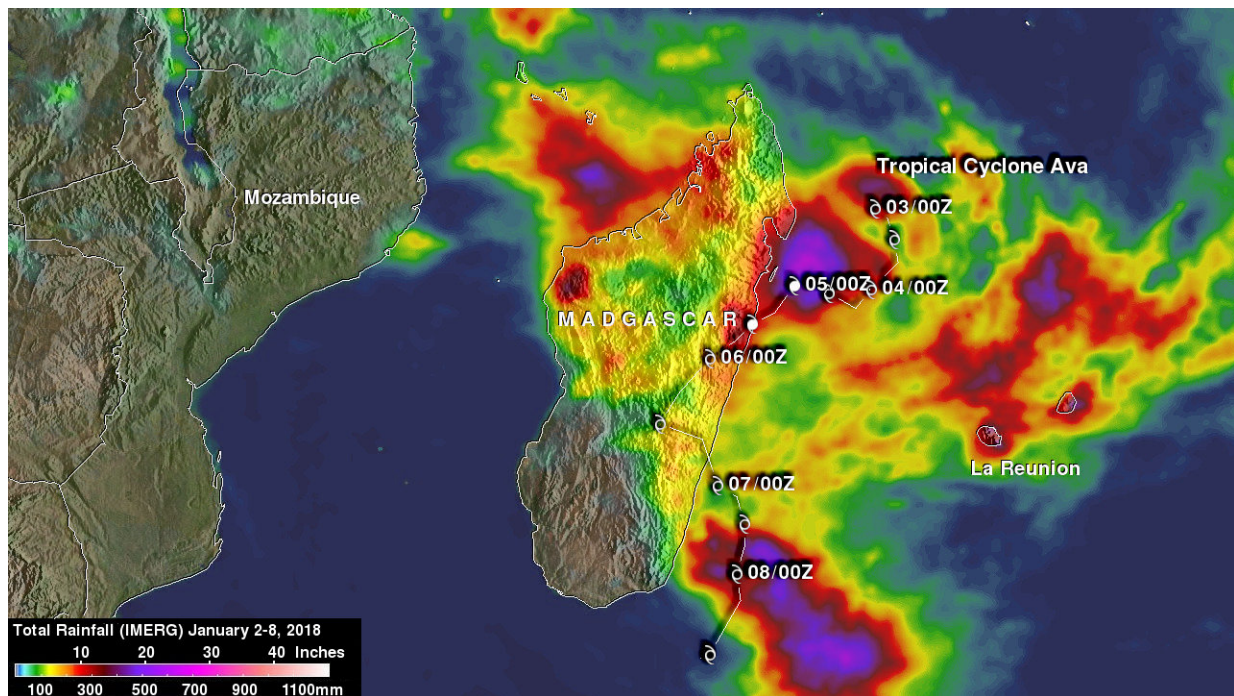 Tropical Cyclone Ava
Mozambique
03/00Z
05/00Z
04/00Z
MADGASCAR
06/00Z
La Reunion
07/00Z
08/00Z
Total Rainfall (IMERG) January 2-8, 2018
10 20 30 40 Inches
100 300 500 700 900 1100mm